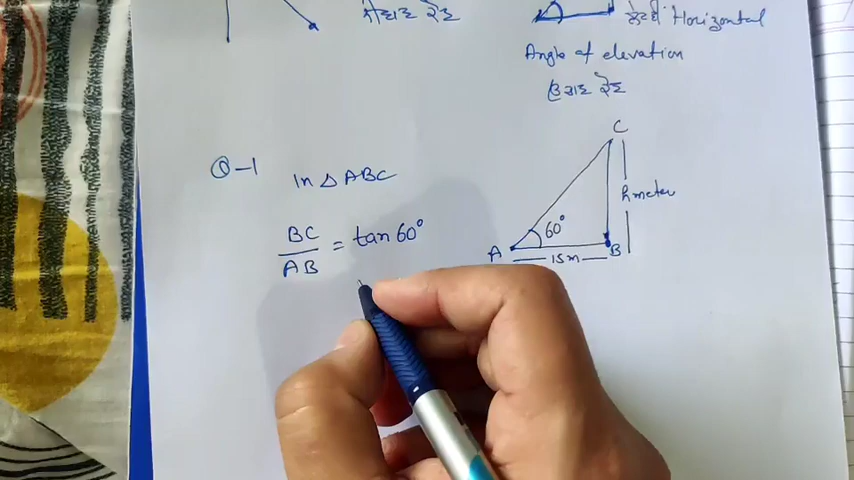 Horizontal
Angle of elevation
Q-1
In △ ABC
BC
AB
= tan 60°
C
h meter
60°
A
15m
B